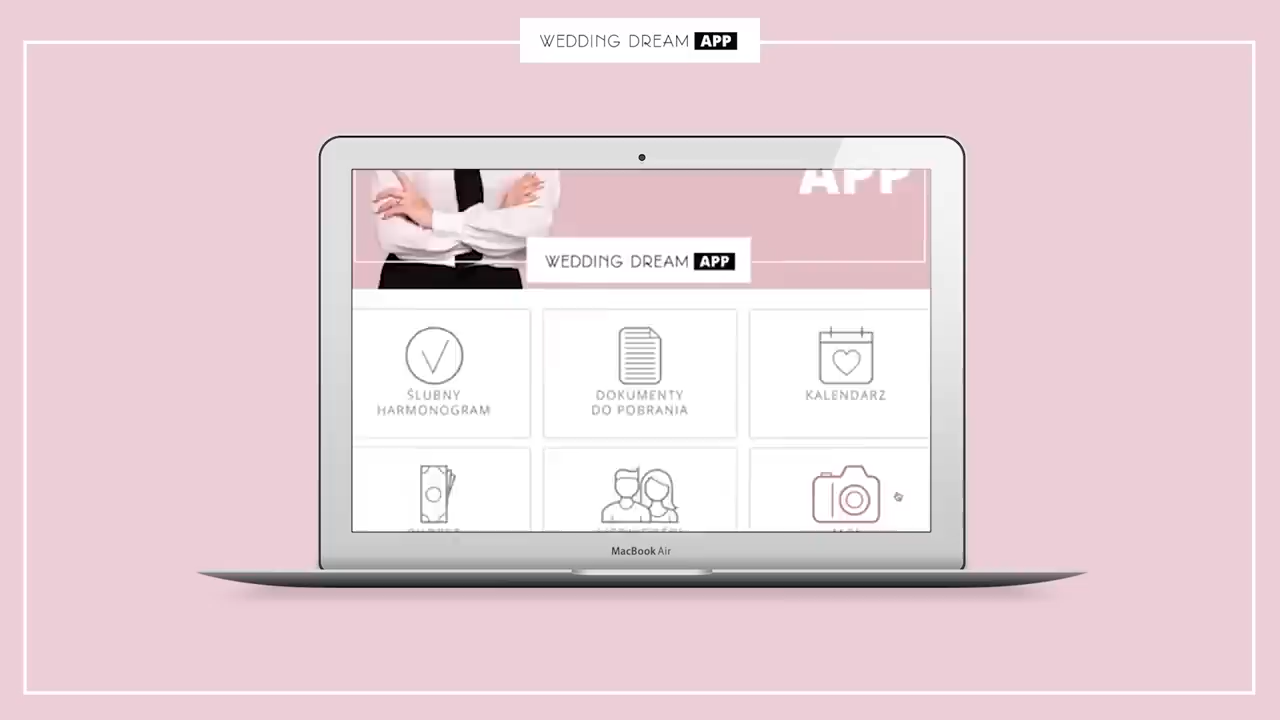 WEDDING DREAM APP
APP
WEDDING DREAM APP
ŚLUBNY
HARMONOGRAM
DOKUMENTY
DO POBRANIA
KALENDARZ
MacBook Air